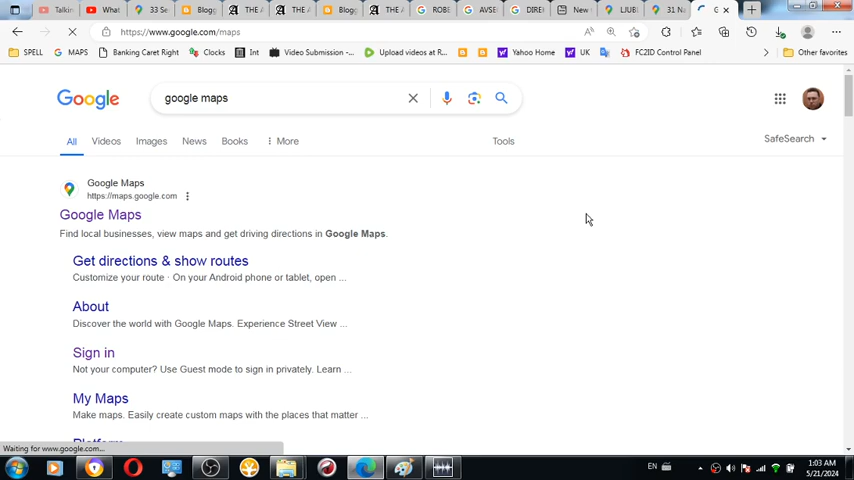 Talkin
What
33 Se
Blogg
THE A
THE A
Blogg
THE A
ROBE
AVSE
DIRE
New
LJUBI
31 Na
https://www.google.com/maps
SPELL
MAPS
Banking Caret Right
Clocks
Int
Video Submission -...
Upload videos at R...
Yahoo Home
UK
FC2ID Control Panel
Other favorites
Google
google maps
All
Videos
Images
News
Books
More
Tools
SafeSearch
Google Maps
https://maps.google.com
Google Maps
Find local businesses, view maps and get driving directions in Google Maps.
Get directions & show routes
Customize your route · On your Android phone or tablet, open ...
About
Discover the world with Google Maps. Experience Street View ...
Sign in
Not your computer? Use Guest mode to sign in privately. Learn ...
My Maps
Make maps. Easily create custom maps with the places that matter ...
Platform
Waiting for www.google.com...
EN
1:03 AM
5/21/2024